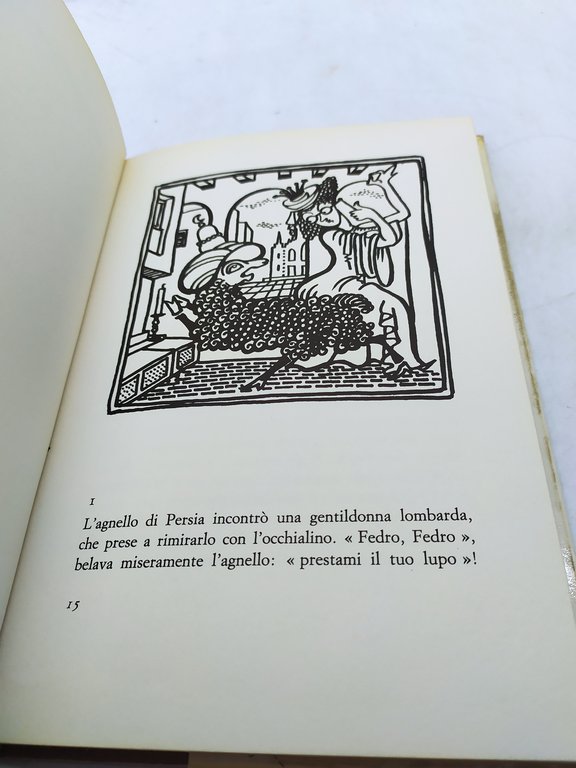 1
L'agnello di Persia incontrò una gentildonna lombarda,
che prese a rimirarlo con l'occhialino. « Fedro, Fedro »,
belava miseramente l'agnello: « prestami il tuo lupo »!
15